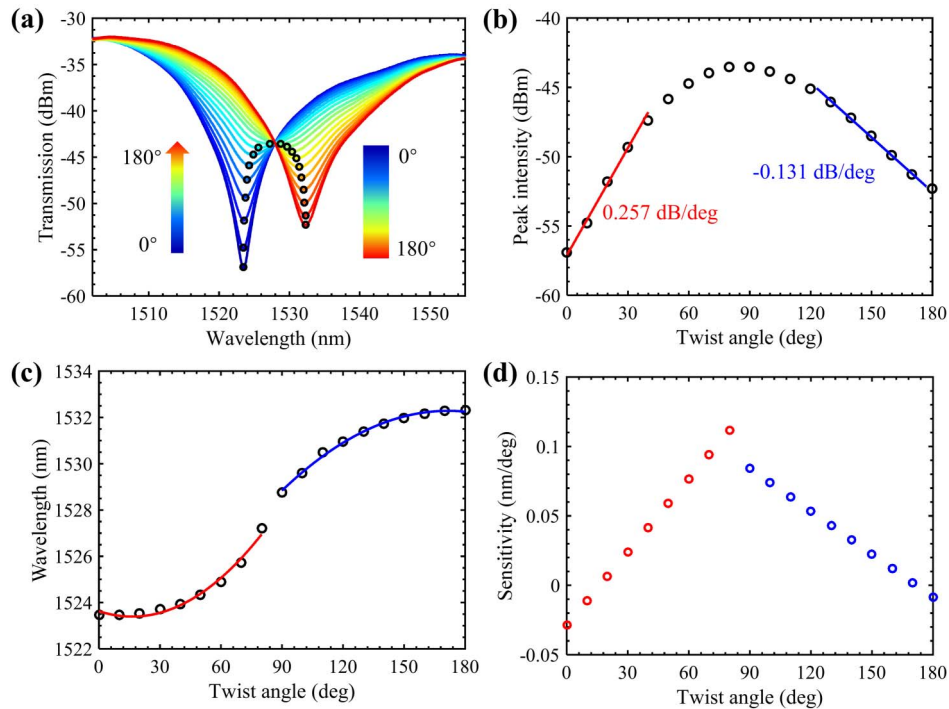 (a)
-30
-35
-40
-45
-50
-55
-60
Transmission (dBm)
180°
0°
0°
180°
1510 1520 1530 1540 1550
Wavelength (nm)
(b)
-40
-45
-50
-55
-60
Peak intensity (dBm)
0.257 dB/deg
-0.131 dB/deg
0 30 60 90 120 150 180
Twist angle (deg)
(c)
1534
1532
1530
1528
1526
1524
1522
Wavelength (nm)
0 30 60 90 120 150 180
Twist angle (deg)
(d)
0.15
0.1
0.05
0
-0.05
Sensitivity (nm/deg)
0 30 60 90 120 150 180
Twist angle (deg)